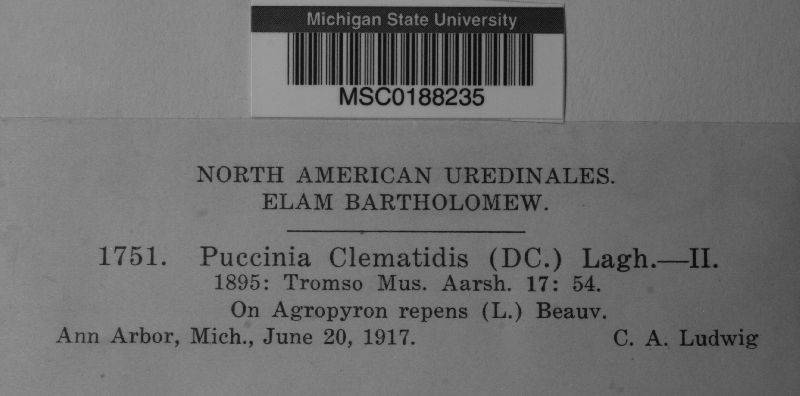 Michigan State University
MSC0188235
NORTH AMERICAN UREDINALES.
ELAM BARTHOLOMEW.
1751. Puccinia Clematidis (DC.) Lagh.—II.
1895: Tromso Mus. Aarsh. 17: 54.
On Agropyron repens (L.) Beauv.
Ann Arbor, Mich., June 20, 1917. C. A. Ludwig